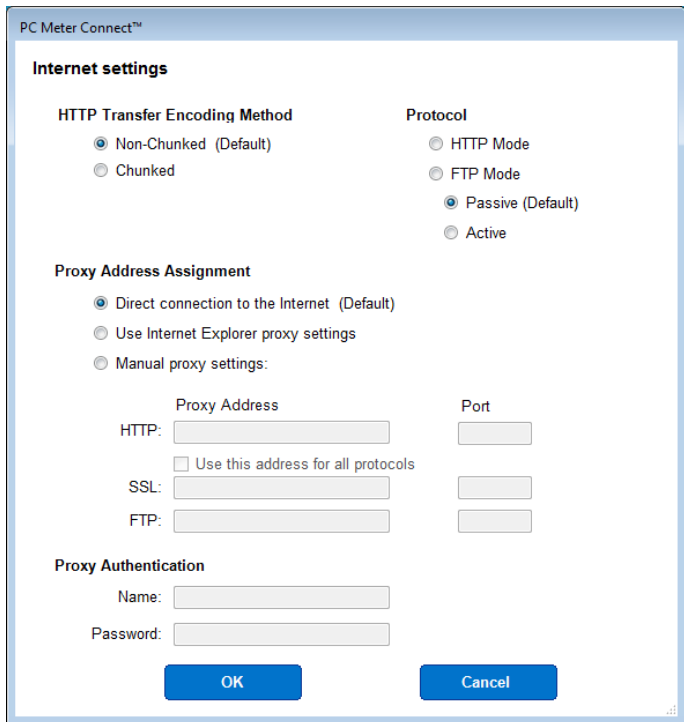 PC Meter Connect™
Internet settings
HTTP Transfer Encoding Method
Non-Chunked (Default)
Chunked
Protocol
HTTP Mode
FTP Mode
Passive (Default)
Active
Proxy Address Assignment
Direct connection to the Internet (Default)
Use Internet Explorer proxy settings
Manual proxy settings:
Proxy Address Port
HTTP:
Use this address for all protocols
SSL:
FTP:
Proxy Authentication
Name:
Password:
OK Cancel